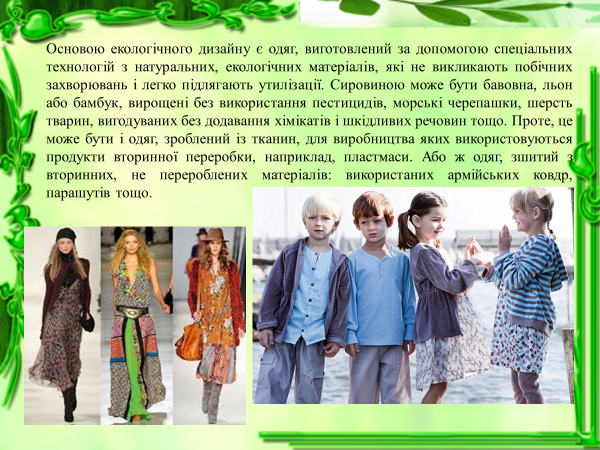 Основою екологічного дизайну є одяг, виготовлений за допомогою спеціальних
технологій з натуральних, екологічних матеріалів, які не викликають побічних
захворювань і легко підлягають утилізації. Сировиною може бути бавовна, льон
або бамбук, вирощені без використання пестицидів, морські черепашки, шерсть
тварин, вигодуваних без додавання хімікатів і шкідливих речовин тощо. Проте, це
може бути і одяг, зроблений із тканин, для виробництва яких використовуються
продукти вторинної переробки, наприклад, пластмаси. Або ж одяг, зшитий з
вторинних, не перероблених матеріалів: використаних армійських ковдр,
парашутів тощо.